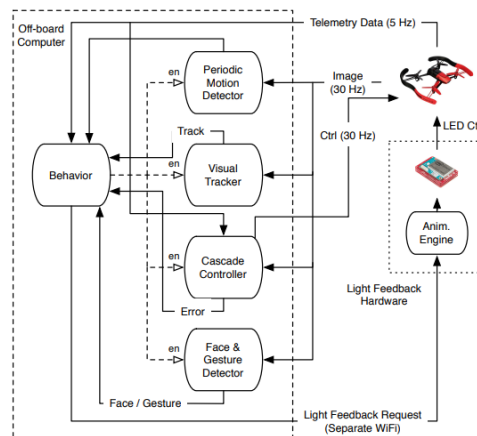 Off-board
Computer
Telemetry Data (5 Hz)
en
Periodic
Motion
Detector
Image
(30 Hz)
Ctrl (30 Hz)
LED Ct
Track
en
Visual
Tracker
Behavior
Anim.
Engine
en
Cascade
Controller
Light Feedback
Hardware
Error
en
Face &
Gesture
Detector
Face / Gesture
Light Feedback Request
(Separate WiFi)